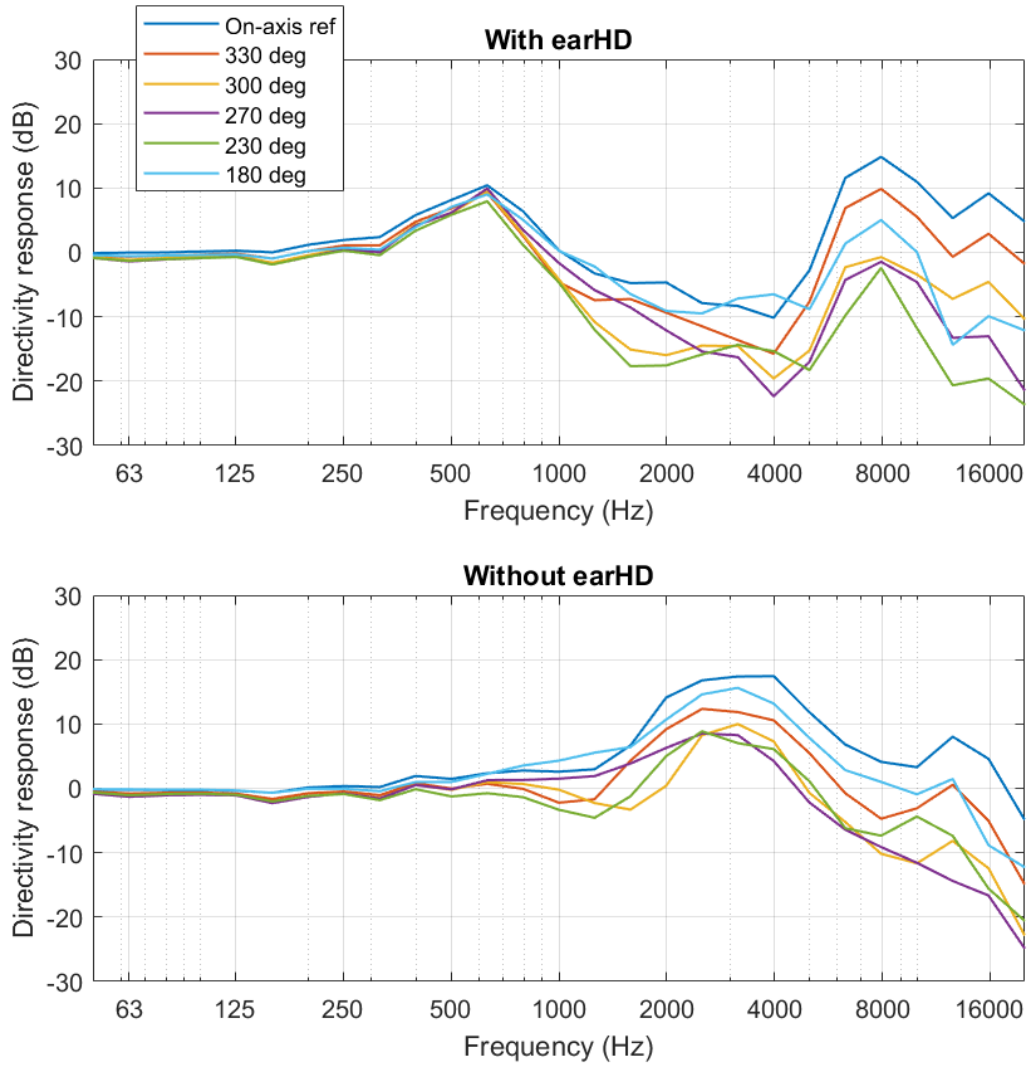 On-axis ref
330 deg
300 deg
270 deg
230 deg
180 deg
With earHD
Directivity response (dB)
30
20
10
0
-10
-20
-30
63 125 250 500 1000 2000 4000 8000 16000
Frequency (Hz)
Without earHD
Directivity response (dB)
30
20
10
0
-10
-20
-30
63 125 250 500 1000 2000 4000 8000 16000
Frequency (Hz)